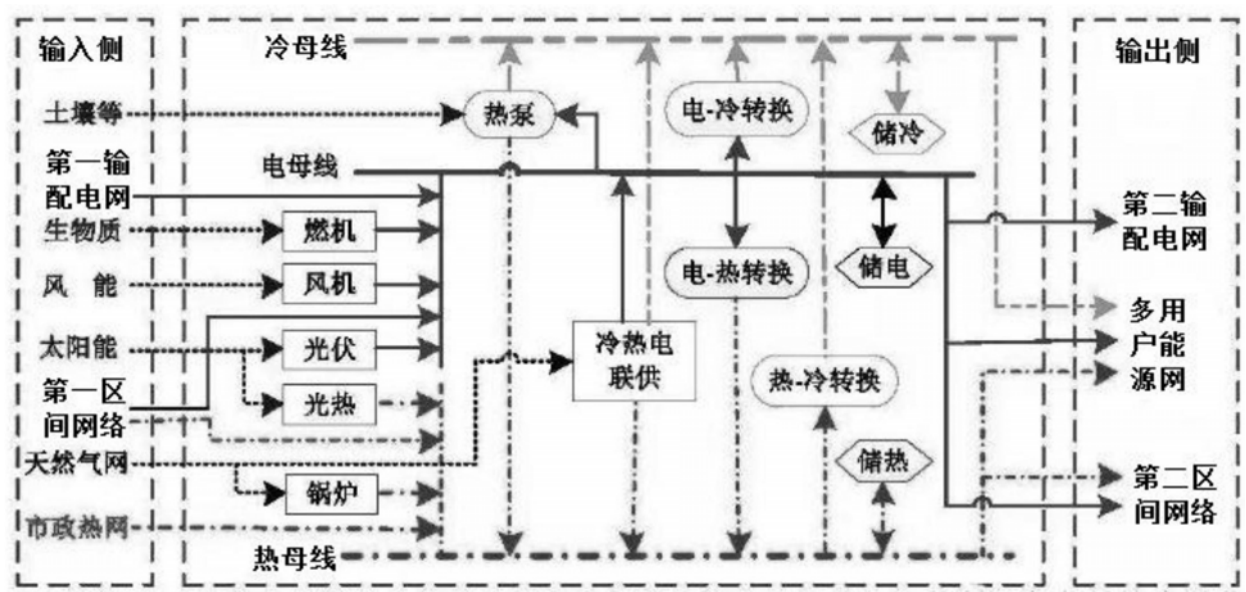 输入侧
土壤等
第一输
配电网
生物质
风 能
太阳能
第一区
间网络
天然气网
市政热网
冷母线
热泵
电-冷转换
储冷
电母线
燃机
风机
光伏
光热
锅炉
冷热电
联供
电-热转换
储电
热-冷转换
储热
热母线
输出侧
第二输
配电网
多用
户能
源网
第二区
间网络